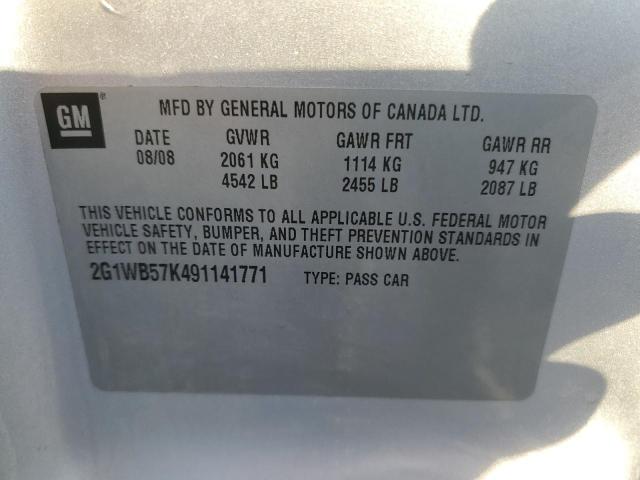 GM®
MFD BY GENERAL MOTORS OF CANADA LTD.
DATE GVWR GAWR FRT GAWR RR
08/08 2061 KG 1114 KG 947 KG
4542 LB 2455 LB 2087 LB
THIS VEHICLE CONFORMS TO ALL APPLICABLE U.S. FEDERAL MOTOR
VEHICLE SAFETY, BUMPER, AND THEFT PREVENTION STANDARDS IN
EFFECT ON THE DATE OF MANUFACTURE SHOWN ABOVE.
2G1WB57K491141771 TYPE: PASS CAR